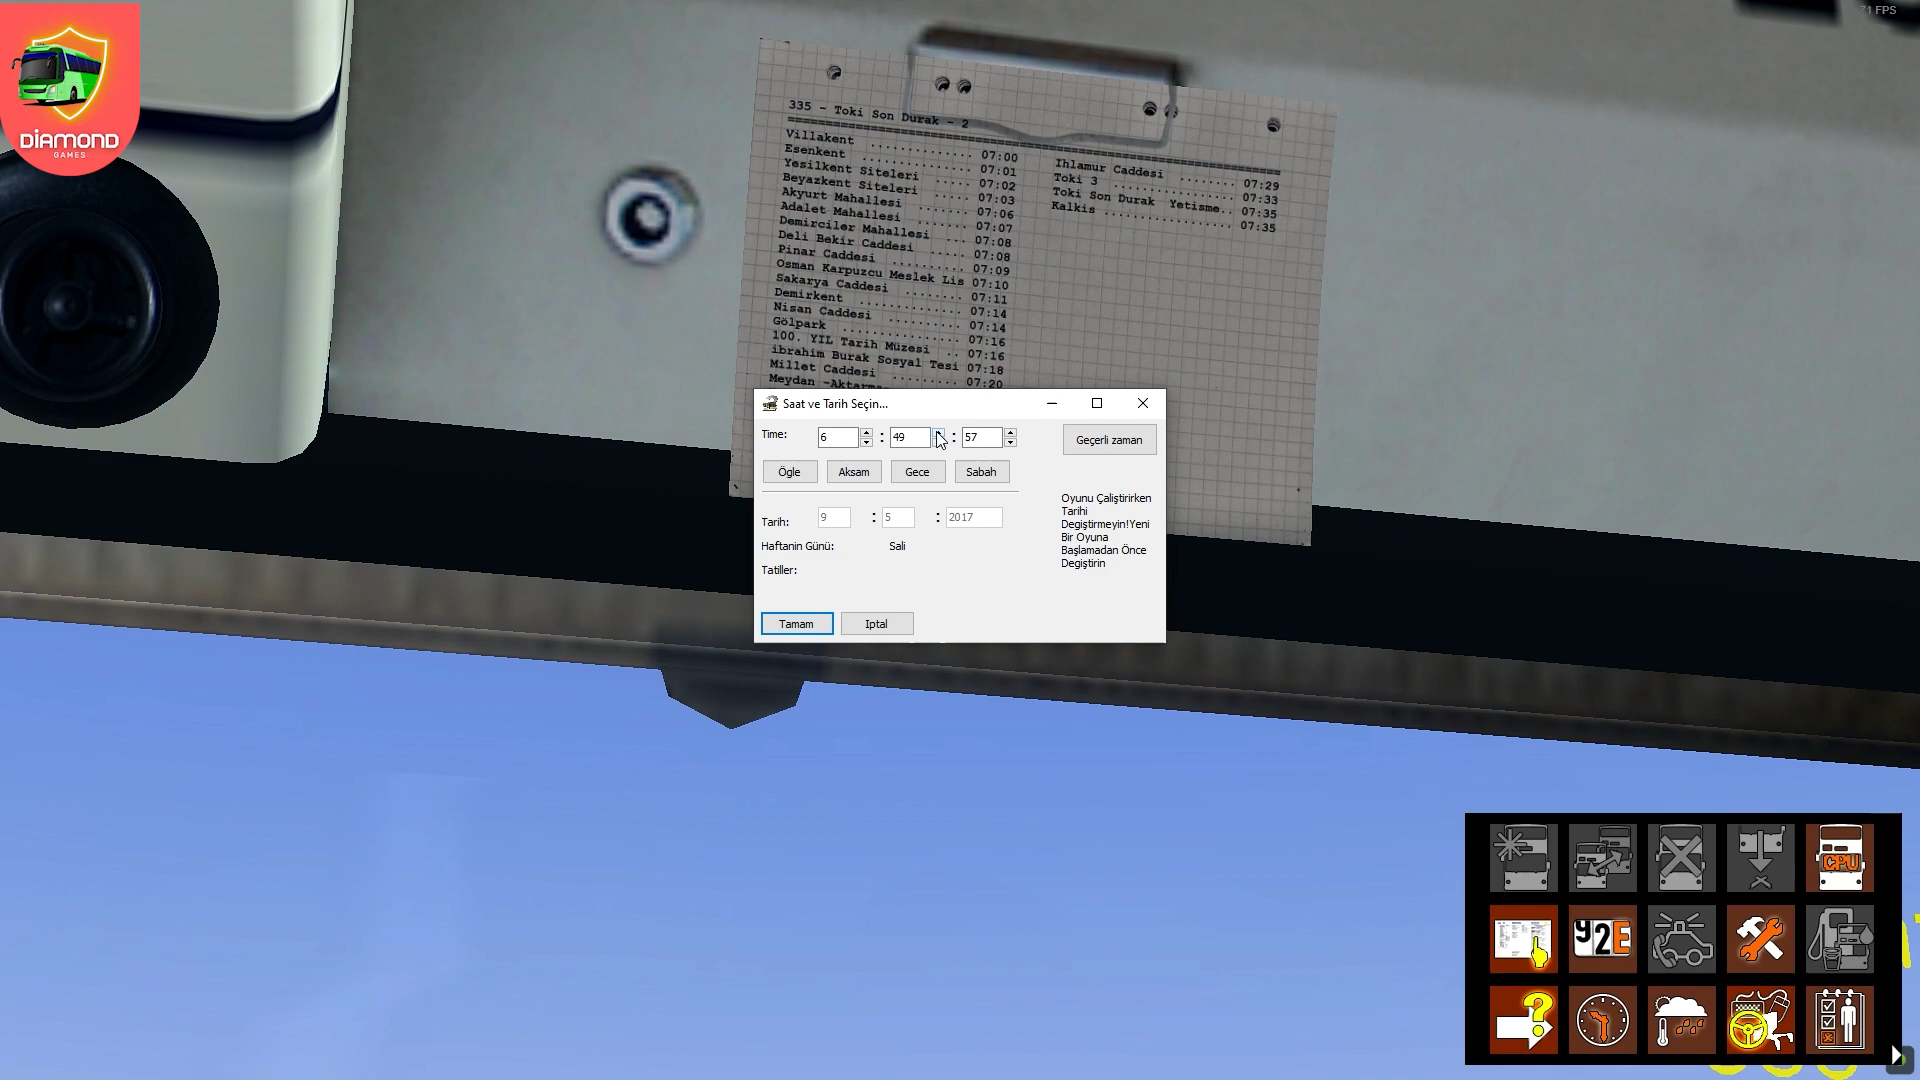 71 FPS
DiAMOND
GAMES
335 - Toki Son Durak - 2
Villakent .............. 07:00
Esenkent .............. 07:01
Yesilkent Siteleri ..... 07:02
Beyazkent Siteleri ..... 07:03
Akyurt Mahallesi ....... 07:06
Adalet Mahallesi ....... 07:07
Demirciler Mahallesi ... 07:08
Deli Bekir Caddesi ..... 07:08
Pinar Caddesi .......... 07:09
Osman Karpuzcu Meslek Lis 07:10
Sakarya Caddesi ........ 07:11
Demirkent .............. 07:14
Nisan Caddesi .......... 07:14
Gölpark .............. 07:16
100. YIL Tarih Müzesi .. 07:16
ibrahim Burak Sosyal Tesi 07:18
Millet Caddesi ......... 07:20
Meydan -Aktarma
Ihlamur Caddesi ........ 07:29
Toki 3 ................ 07:33
Toki Son Durak Yetisme.. 07:35
Kalkis ................. 07:35
Saat ve Tarih Seçin...
Time: 6 : 49 : 57
Geçerli zaman
Ögle Aksam Gece Sabah
Tarih: 9 : 5 : 2017
Haftanin Günü: Sali
Tatiller:
Oyunu Çaliştirirken
Tarihi
Degiştirmeyin!Yeni
Bir Oyuna
Başlamadan Önce
Degiştirin
Tamam Iptal
CPU
92E